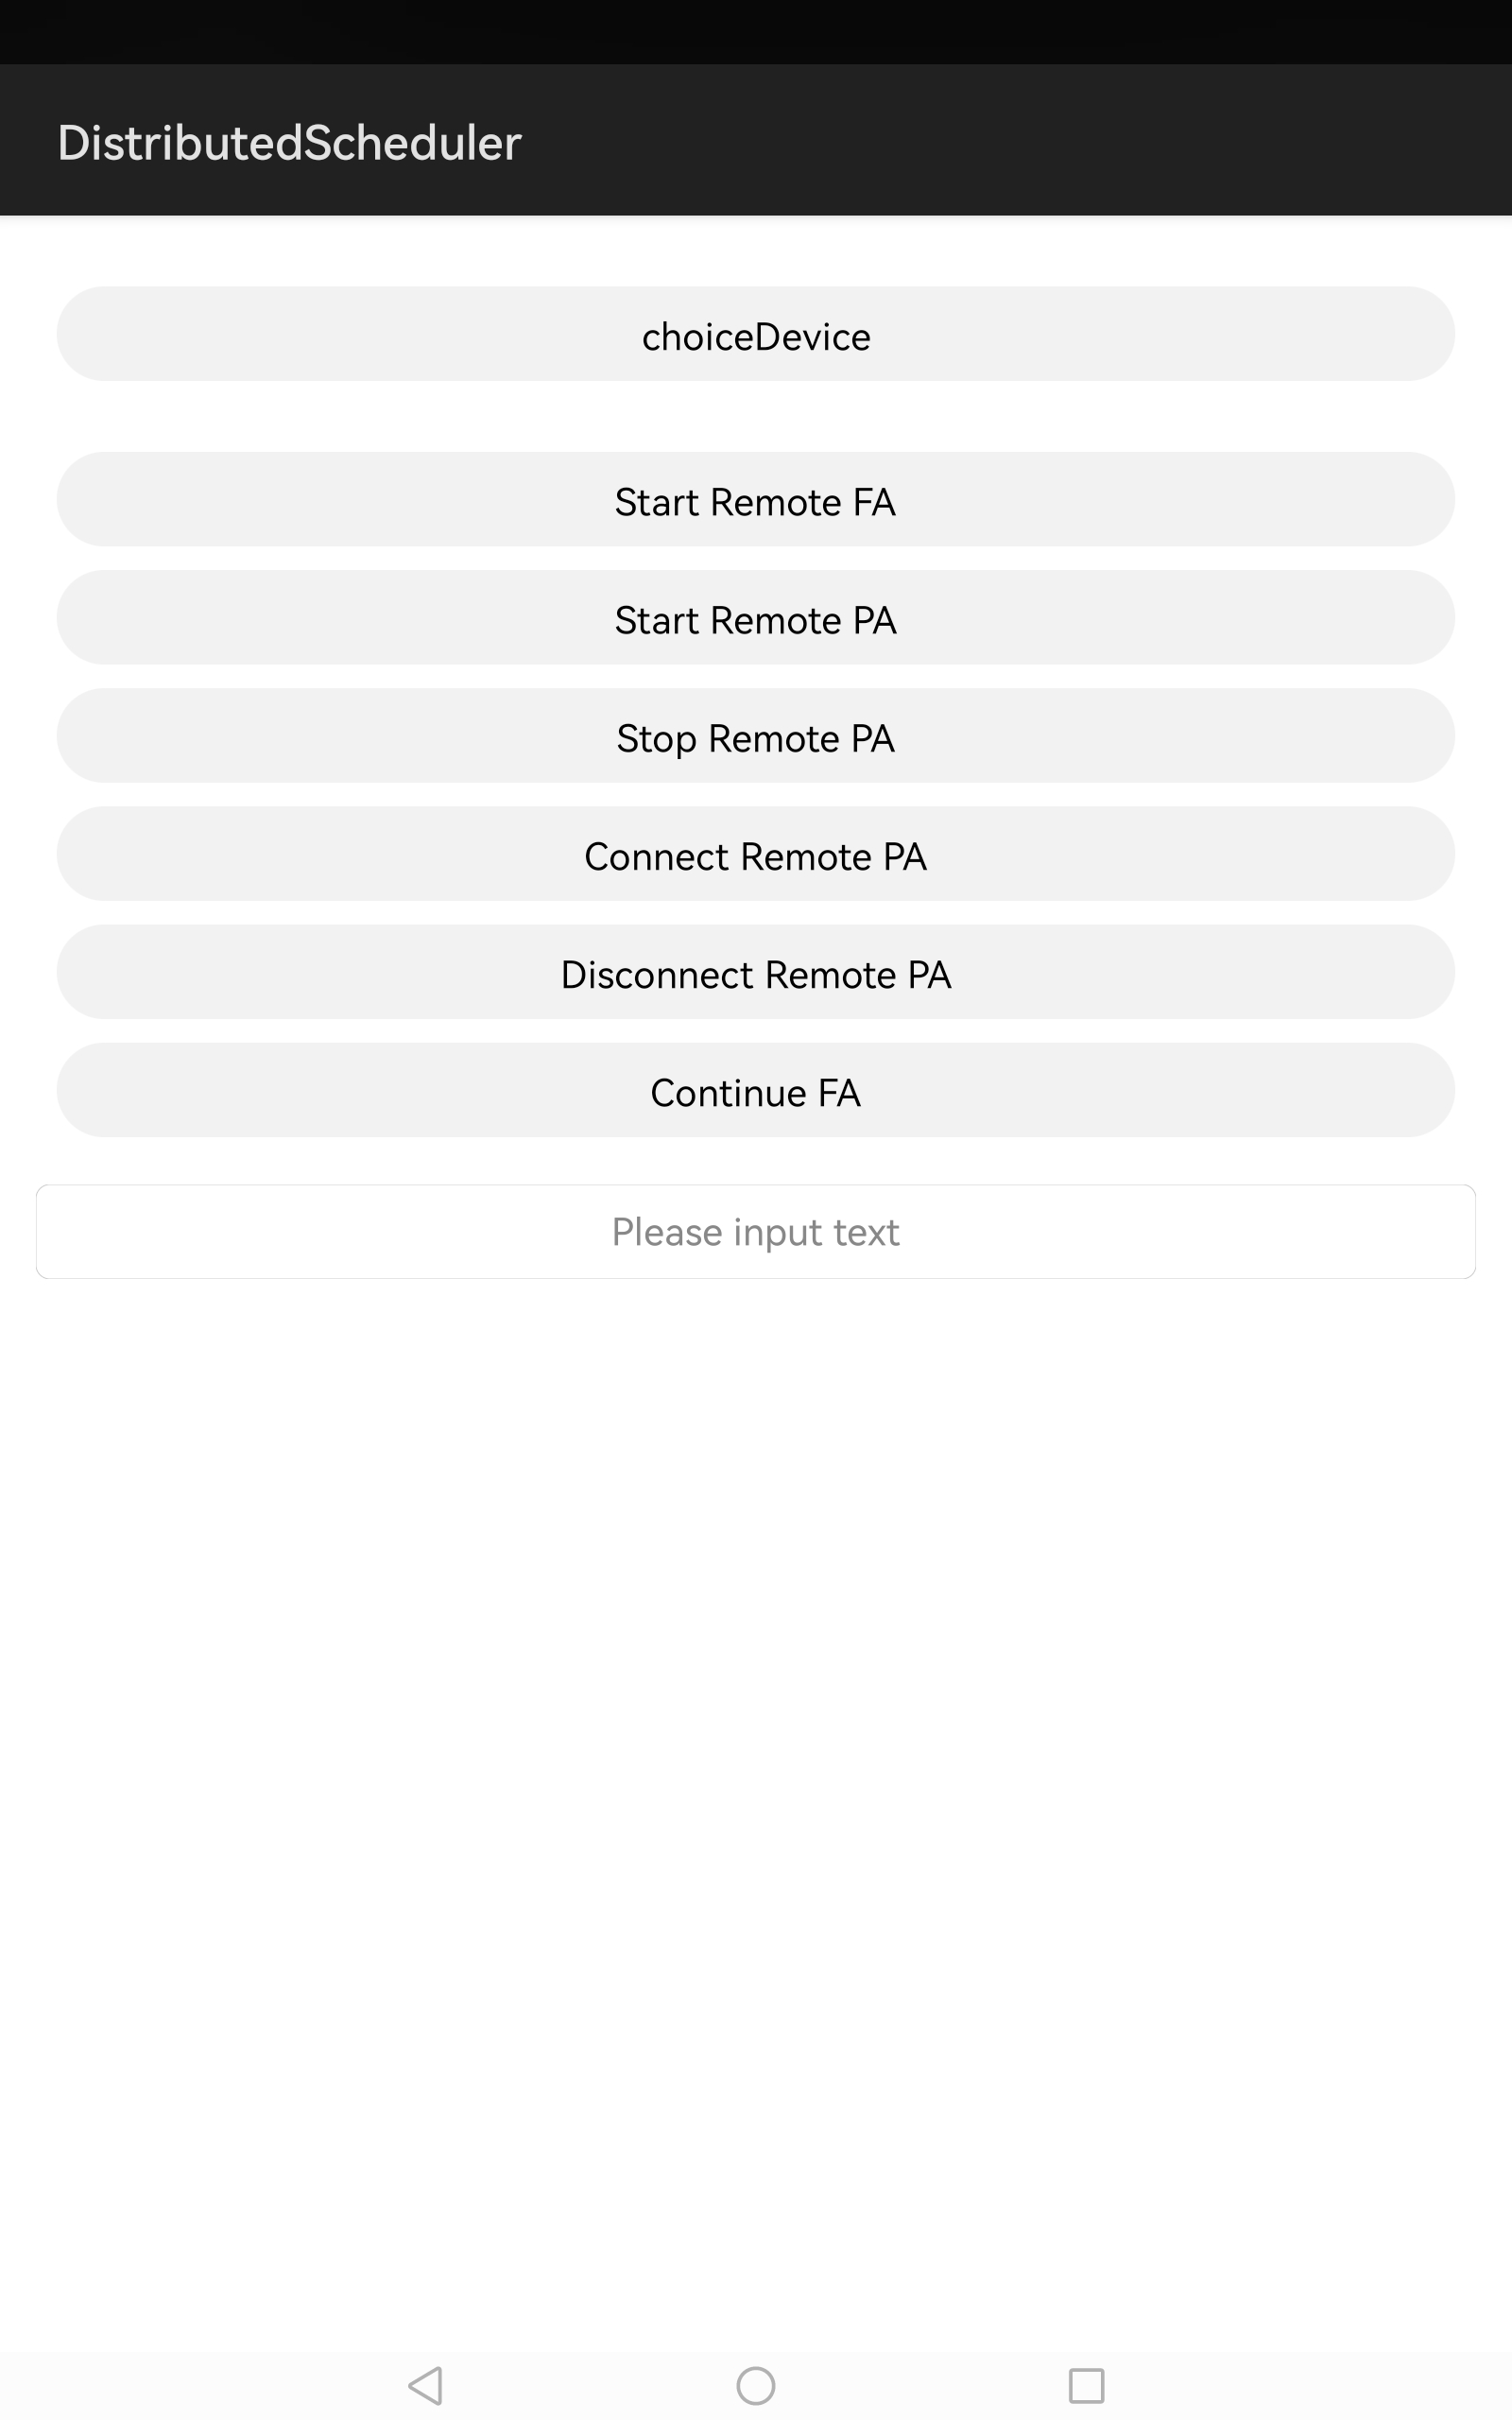 DistributedScheduler
choiceDevice
Start Remote FA
Start Remote PA
Stop Remote PA
Connect Remote PA
Disconnect Remote PA
Continue FA
Please input text